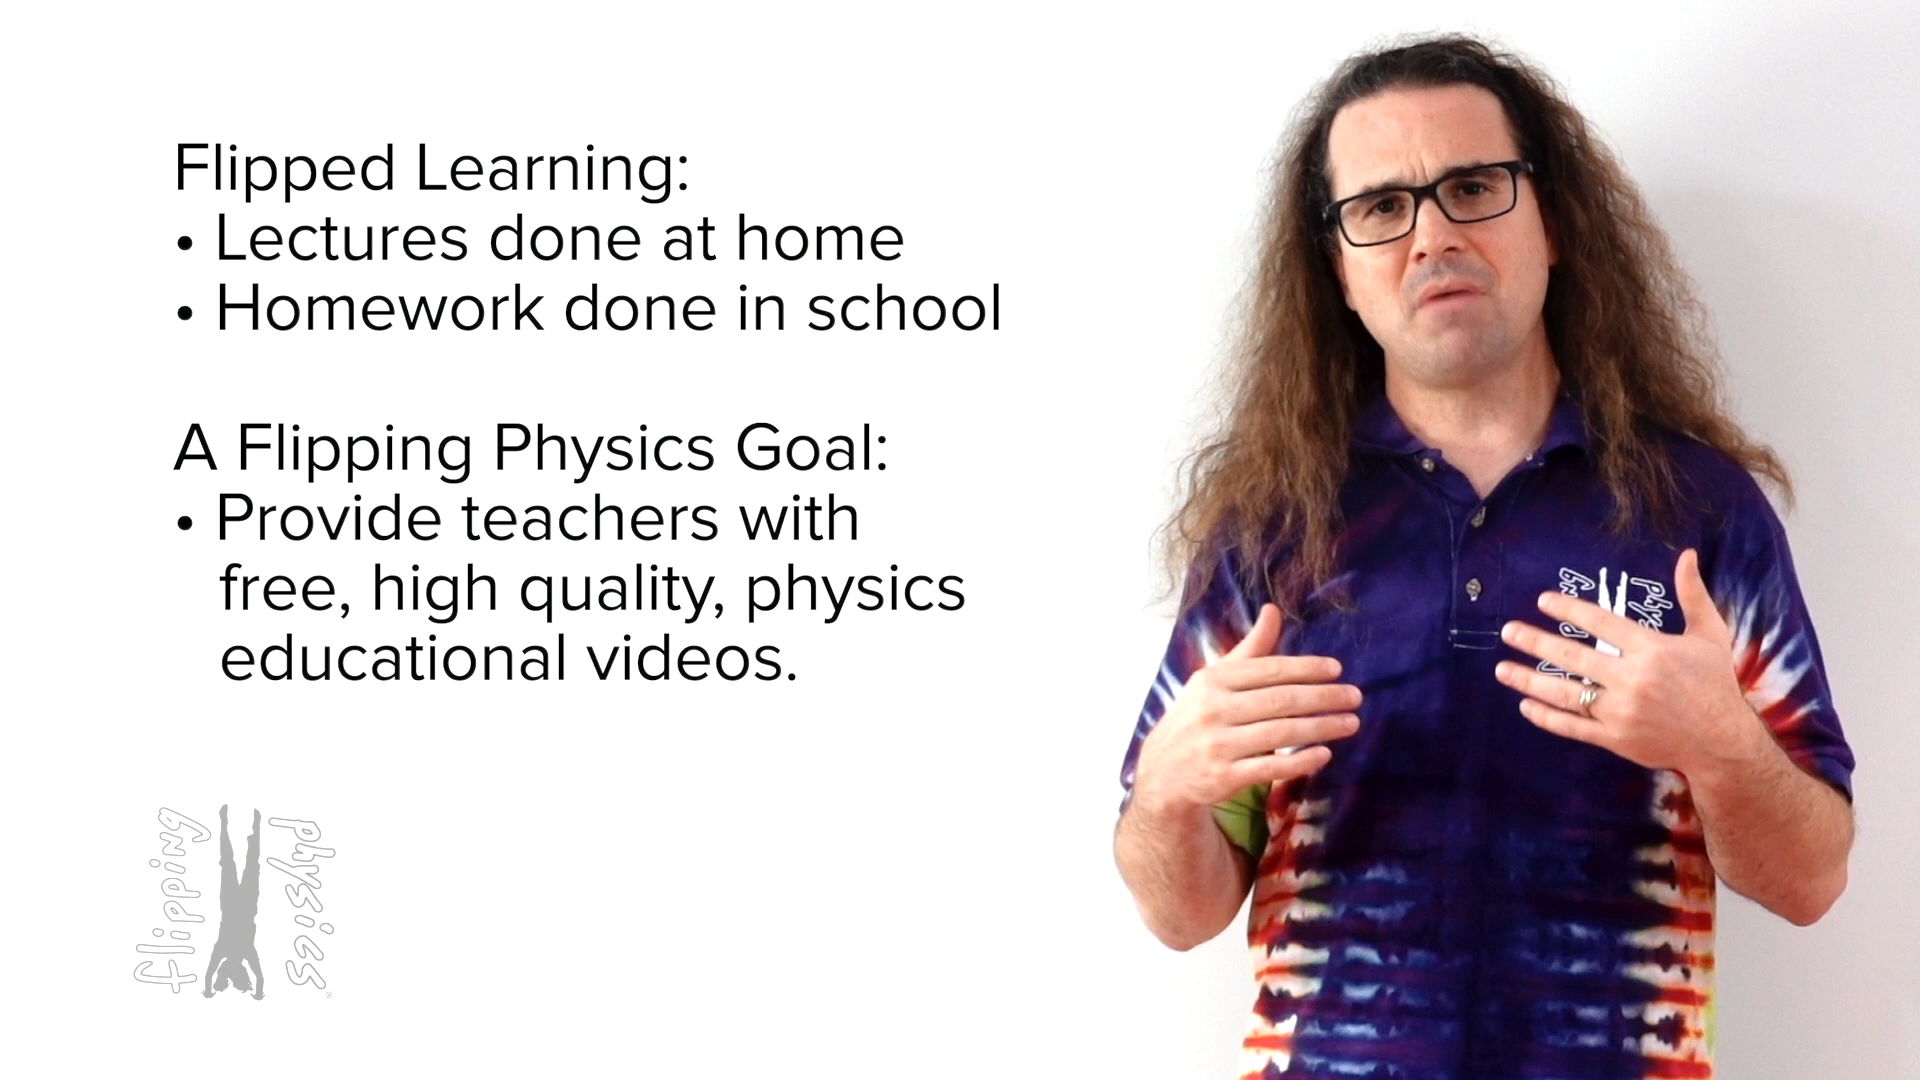 Flipped Learning:
• Lectures done at home
• Homework done in school
A Flipping Physics Goal:
• Provide teachers with
free, high quality, physics
educational videos.
flipping
physics
®